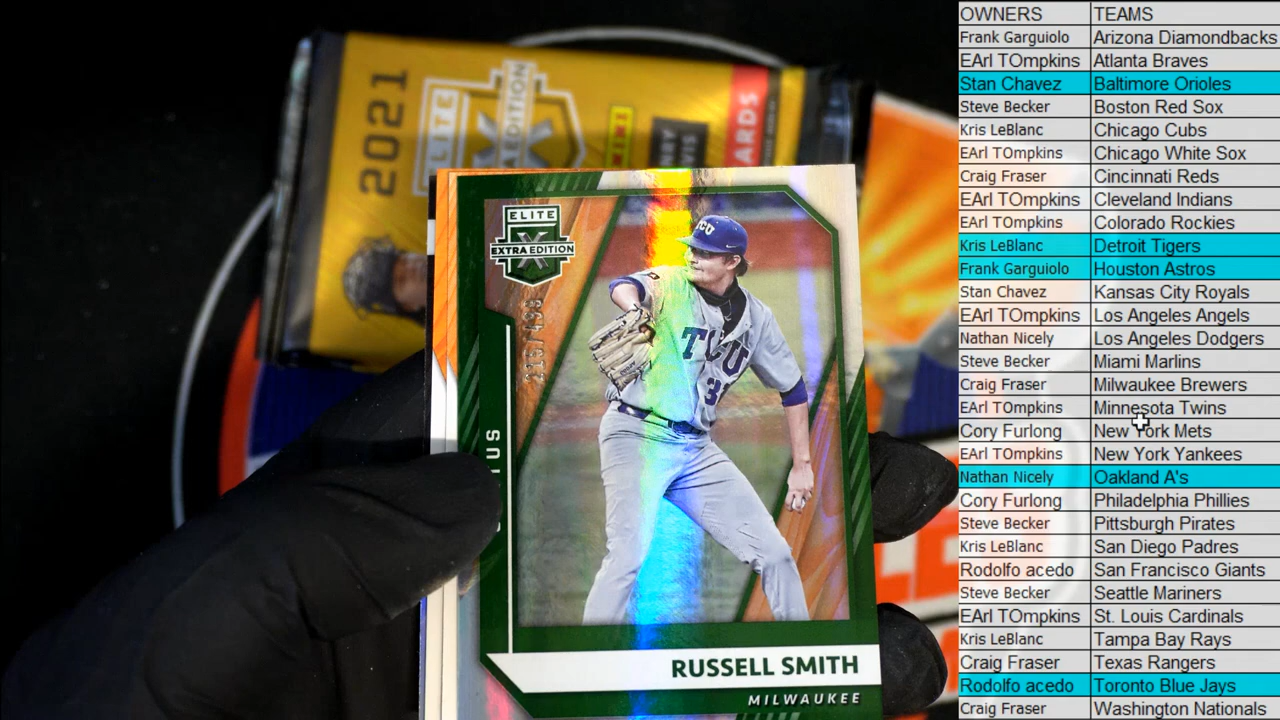 2021
ELITE
EDITION
PANINI
ARDS
ELITE
EXTRA EDITION
X
TCU
TCU
3
RUSSELL SMITH
MILWAUKEE
OWNERS TEAMS
Frank Garguiolo Arizona Diamondbacks
EArl TOmpkins Atlanta Braves
Stan Chavez Baltimore Orioles
Steve Becker Boston Red Sox
Kris LeBlanc Chicago Cubs
EArl TOmpkins Chicago White Sox
Craig Fraser Cincinnati Reds
EArl TOmpkins Cleveland Indians
EArl TOmpkins Colorado Rockies
Kris LeBlanc Detroit Tigers
Frank Garguiolo Houston Astros
Stan Chavez Kansas City Royals
EArl TOmpkins Los Angeles Angels
Nathan Nicely Los Angeles Dodgers
Steve Becker Miami Marlins
Craig Fraser Milwaukee Brewers
EArl TOmpkins Minnesota Twins
Cory Furlong New York Mets
EArl TOmpkins New York Yankees
Nathan Nicely Oakland A's
Cory Furlong Philadelphia Phillies
Steve Becker Pittsburgh Pirates
Kris LeBlanc San Diego Padres
Rodolfo acedo San Francisco Giants
Steve Becker Seattle Mariners
EArl TOmpkins St. Louis Cardinals
Kris LeBlanc Tampa Bay Rays
Craig Fraser Texas Rangers
Rodolfo acedo Toronto Blue Jays
Craig Fraser Washington Nationals